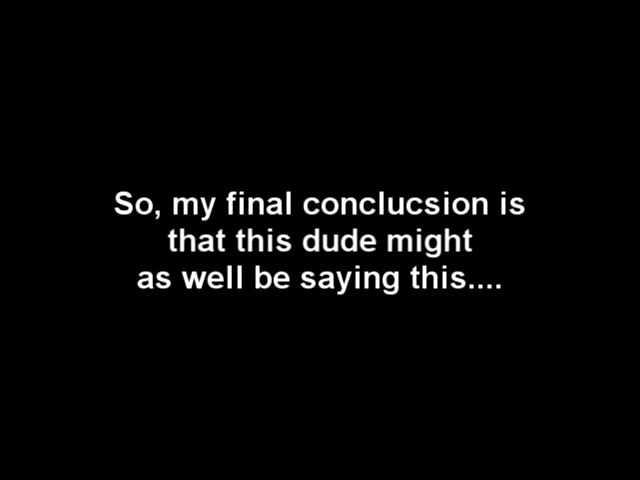 So, my final conclucsion is
that this dude might
as well be saying this....